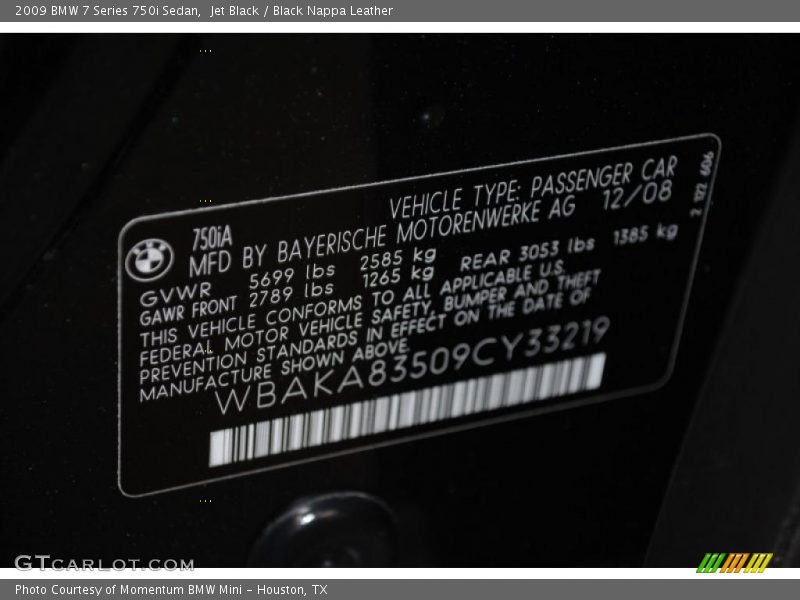 2009 BMW 7 Series 750i Sedan,  Jet Black / Black Nappa Leather
VEHICLE TYPE: PASSENGER CAR
750iA
MFD BY BAYERISCHE MOTORENWERKE AG 12/08
GVWR 5699 lbs 2585 kg
GAWR FRONT 2789 lbs 1265 kg REAR 3053 lbs 1385 kg
THIS VEHICLE CONFORMS TO ALL APPLICABLE U.S.
FEDERAL MOTOR VEHICLE SAFETY, BUMPER AND THEFT
PREVENTION STANDARDS IN EFFECT ON THE DATE OF
MANUFACTURE SHOWN ABOVE.
WBAKA83509CY33219
2 192 606
GTCARLOT.COM
Photo Courtesy of Momentum BMW Mini - Houston, TX